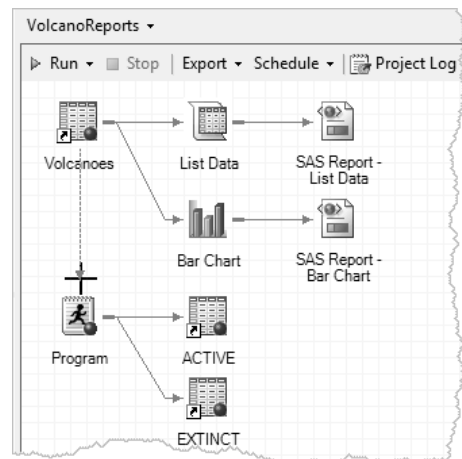 VolcanoReports
Run Stop Export Schedule Project Log
Volcanoes List Data SAS Report -
List Data
Bar Chart SAS Report -
Bar Chart
Program ACTIVE
EXTINCT